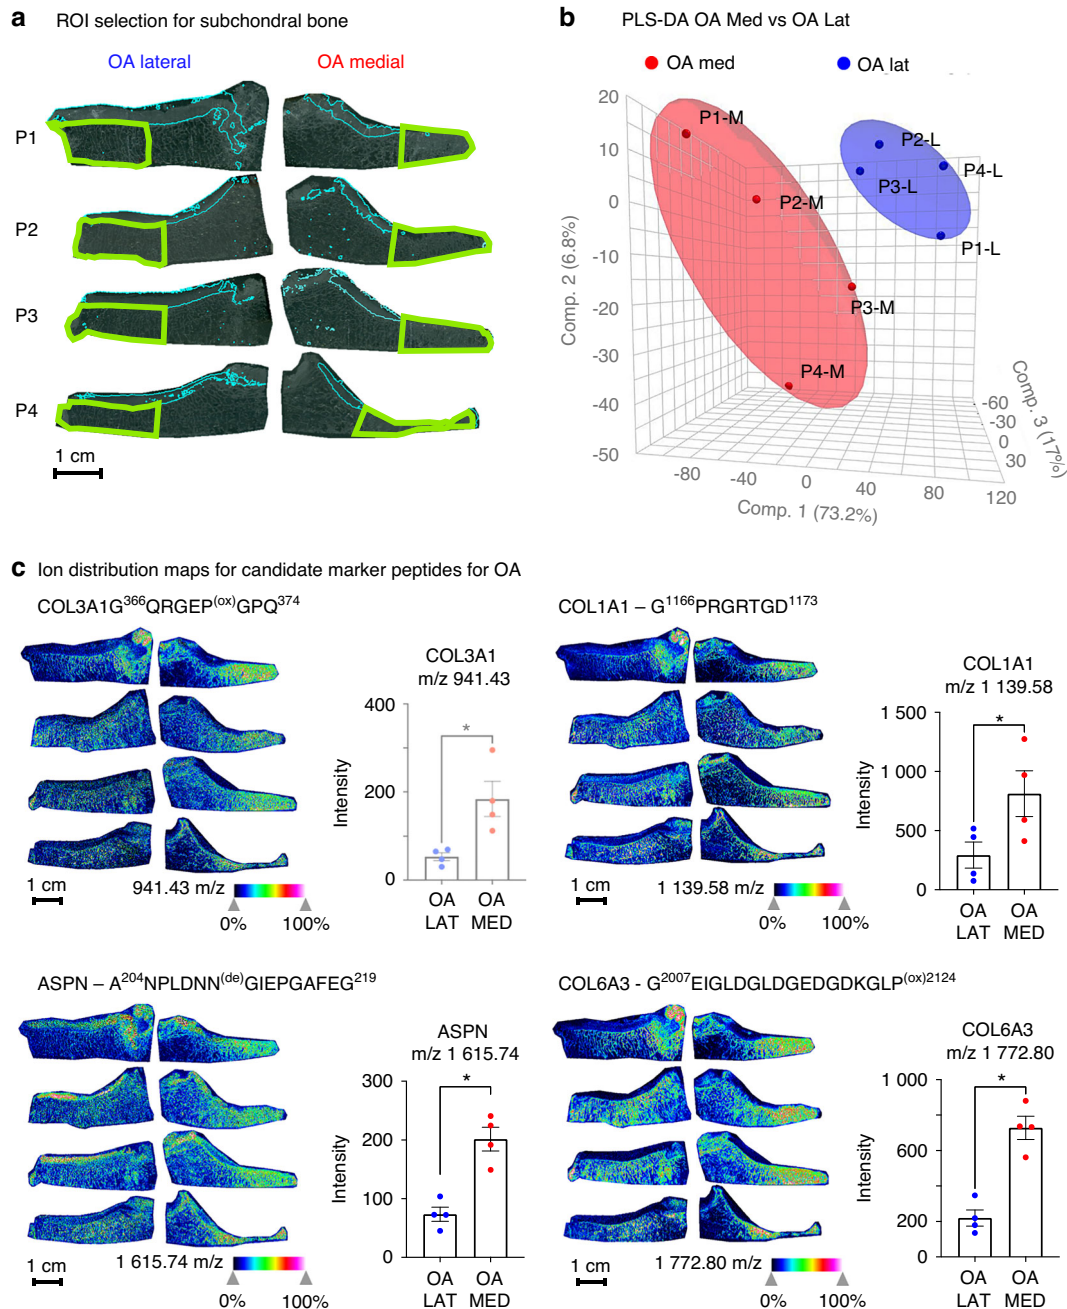 a ROI selection for subchondral bone
OA lateral OA medial
P1
P2
P3
P4
1 cm
b PLS-DA OA Med vs OA Lat
OA med OA lat
20
10
0
-10
-20
-30
-40
-50
Comp. 2 (6.8%)
P1-M
P2-M
P3-M
P4-M
P2-L
P4-L
P3-L
P1-L
-80 -40 0 40 80 120
Comp. 1 (73.2%)
-60
-30
0
30
Comp. 3 (17%)
c Ion distribution maps for candidate marker peptides for OA
COL3A1G366QRGEP(ox)GPQ374
COL3A1
m/z 941.43
400
200
0
Intensity
*
OA LAT
OA MED
1 cm
941.43 m/z
0% 100%
COL1A1 – G1166PRGRTGD1173
COL1A1
m/z 1 139.58
1 500
1 000
500
0
Intensity
*
OA LAT
OA MED
1 cm
1 139.58 m/z
0% 100%
ASPN – A204NPLDNN(de)GIEPGAFEG219
ASPN
m/z 1 615.74
300
200
100
0
Intensity
*
OA LAT
OA MED
1 cm
1 615.74 m/z
0% 100%
COL6A3 - G2007EIGLDGLDGEDGDKGLP(ox)2124
COL6A3
m/z 1 772.80
1 000
600
200
0
Intensity
*
OA LAT
OA MED
1 cm
1 772.80 m/z
0% 100%